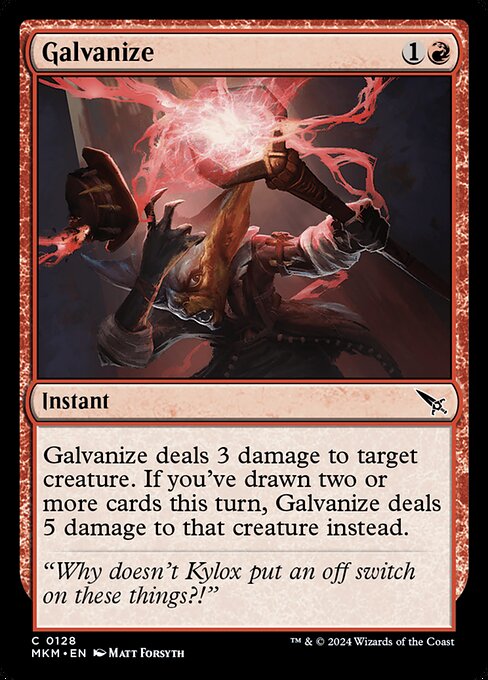 Galvanize 1
Instant
Galvanize deals 3 damage to target
creature. If you've drawn two or
more cards this turn, Galvanize deals
5 damage to that creature instead.
“Why doesn't Kylox put an off switch
on these things?!”
C 0128
MKM • EN Matt Forsyth
™ & © 2024 Wizards of the Coast